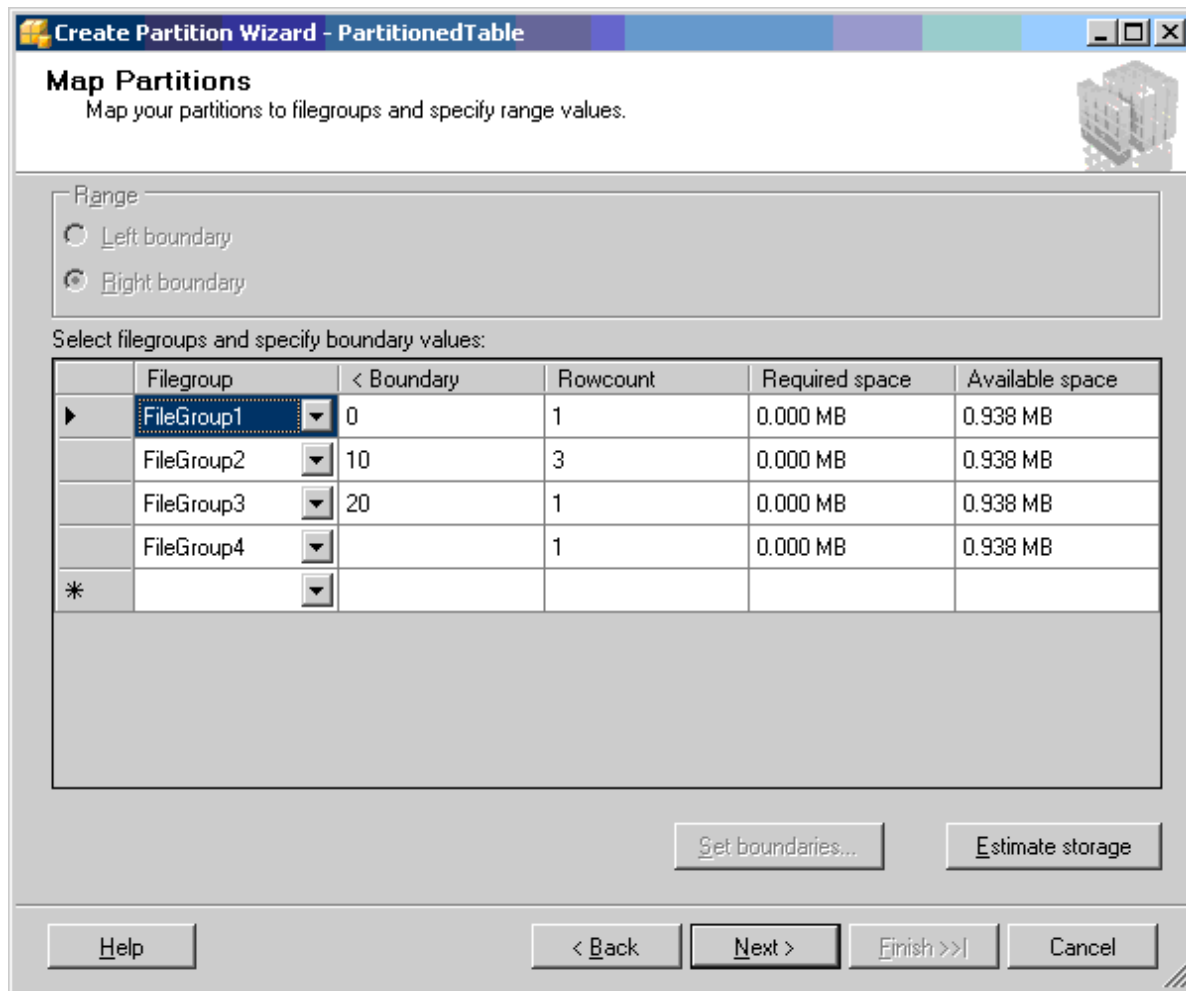 Create Partition Wizard - PartitionedTable
Map Partitions
Map your partitions to filegroups and specify range values.
Range
Left boundary
Right boundary
Select filegroups and specify boundary values:
Filegroup < Boundary Rowcount Required space Available space
FileGroup1 0 1 0.000 MB 0.938 MB
FileGroup2 10 3 0.000 MB 0.938 MB
FileGroup3 20 1 0.000 MB 0.938 MB
FileGroup4 1 0.000 MB 0.938 MB
Set boundaries... Estimate storage
Help < Back Next > Finish >>| Cancel